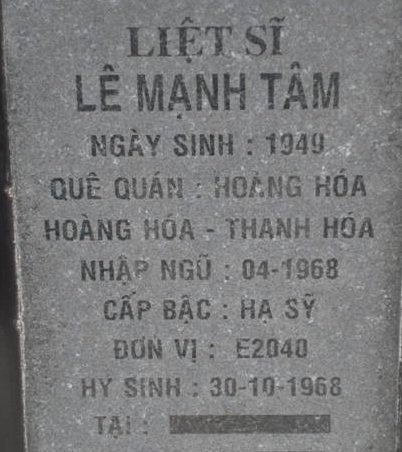 LIỆT SĨ
LÊ MẠNH TÂM
NGÀY SINH : 1949
QUÊ QUÁN : HOÀNG HÓA
HOÀNG HÓA - THANH HÓA
NHẬP NGŨ : 04-1968
CẤP BẬC : HẠ SỸ
ĐƠN VỊ : E2040
HY SINH : 30-10-1968
TẠI :